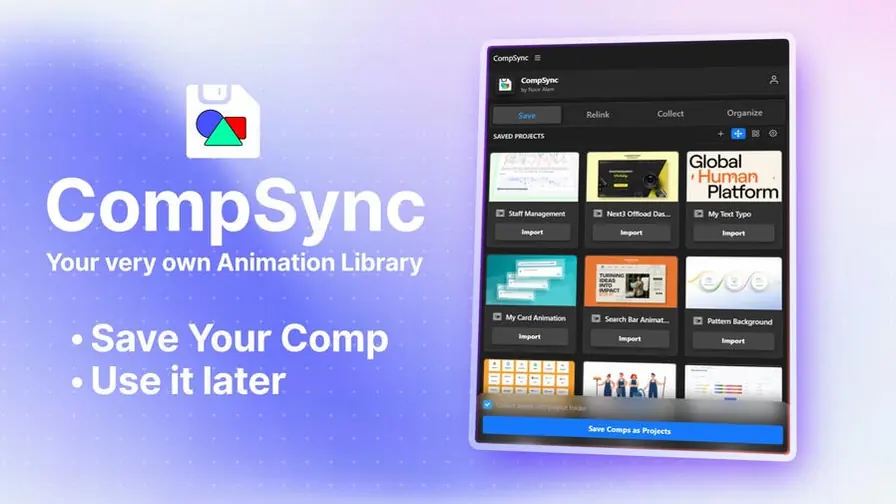 CompSync
Your very own Animation Library
• Save Your Comp
• Use it later
CompSync
CompSync
by Noor Alam
Save Relink Collect Organize
SAVED PROJECTS
Global
Human
Platform
Staff Management
Next3 Offload Das...
My Text Typo
Import
Import
Import
TURNING
IDEAS
INTO
IMPACT
My Card Animation
Search Bar Animat...
Pattern Background
Import
Import
Import
Save Comps as Projects